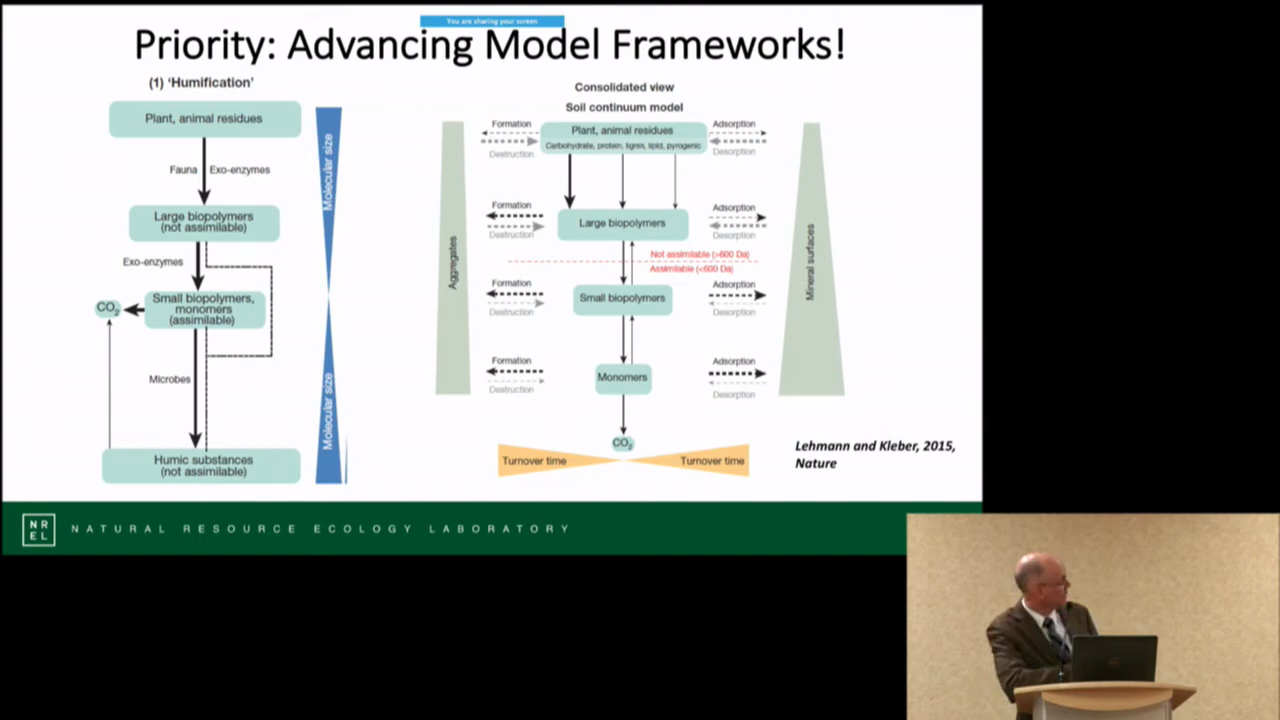 You are sharing your screen
Priority: Advancing Model Frameworks!
(1) 'Humification'
Plant, animal residues
Fauna
Exo-enzymes
Large biopolymers
(not assimilable)
Exo-enzymes
Small biopolymers,
monomers
(assimilable)
CO2
Microbes
Humic substances
(not assimilable)
Molecular size
Molecular size
Consolidated view
Soil continuum model
Aggregates
Formation
Destruction
Plant, animal residues
Carbohydrate, protein, lignin, lipid, pyrogenic
Adsorption
Desorption
Formation
Destruction
Large biopolymers
Adsorption
Desorption
Not assimilable (>600 Da)
Assimilable (<600 Da)
Formation
Destruction
Small biopolymers
Adsorption
Desorption
Formation
Destruction
Monomers
Adsorption
Desorption
Mineral surfaces
CO2
Turnover time
Turnover time
Lehmann and Kleber, 2015,
Nature
NR
EL
NATURAL RESOURCE ECOLOGY LABORATORY